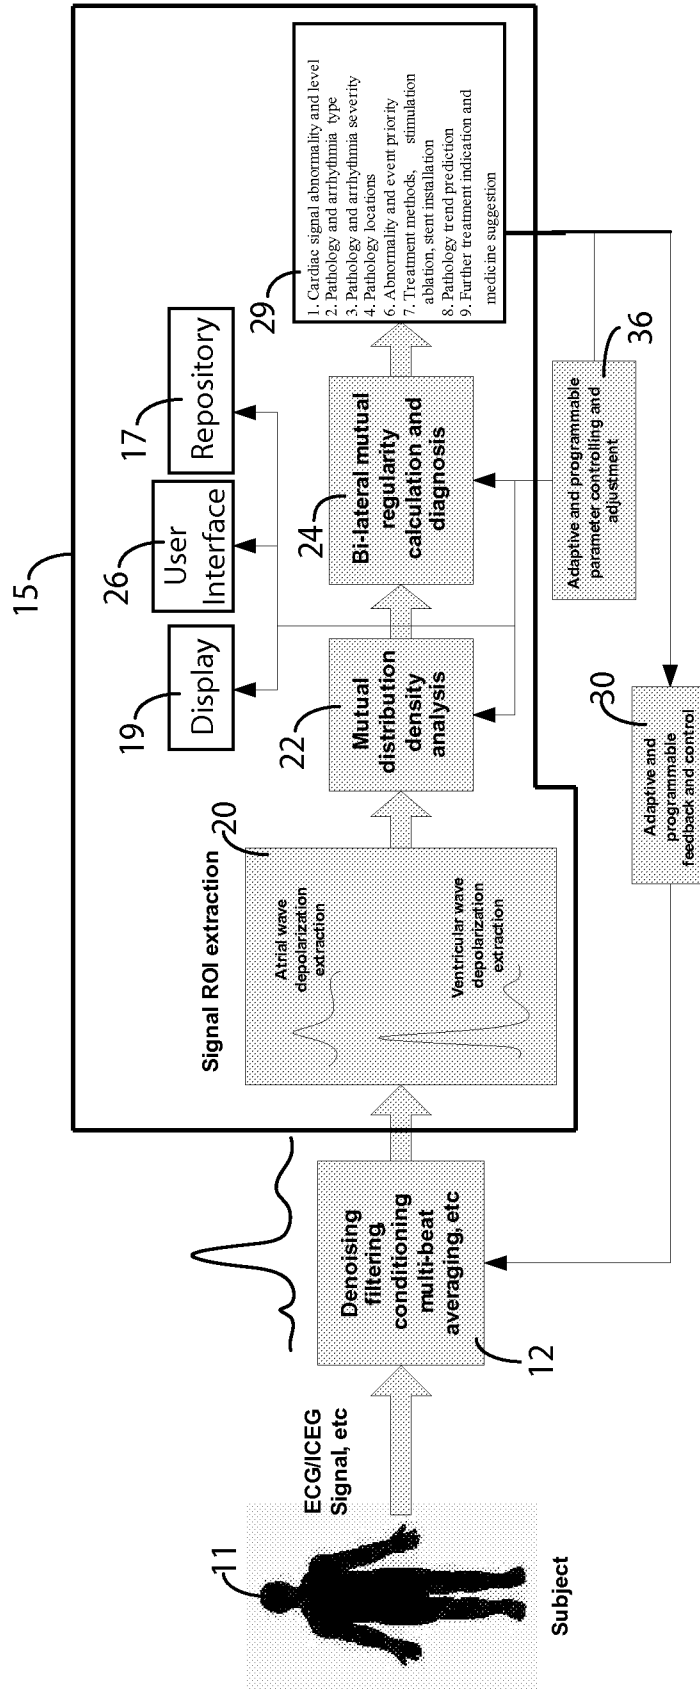 15
11
Subject
ECG/ICEG
Signal, etc
Denoising
filtering,
conditioning
multi-beat
averaging, etc
12
Signal ROI extraction
20
Atrial wave
depolarization
extraction
Ventricular wave
depolarization
extraction
19
Display
26
User
Interface
17
Repository
22
Mutual
distribution
density
analysis
24
Bi-lateral mutual
regularity
calculation and
diagnosis
29
1. Cardiac signal abnormality and level
2. Pathology and arrhythmia type
3. Pathology and arrhythmia severity
4. Pathology locations
6. Abnormality and event priority
7. Treatment methods, stimulation
ablation, stent installation
8. Pathology trend prediction
9. Further treatment indication and
medicine suggestion
30
Adaptive and
programmable
feedback and control
36
Adaptive and programmable
parameter controlling and
adjustment